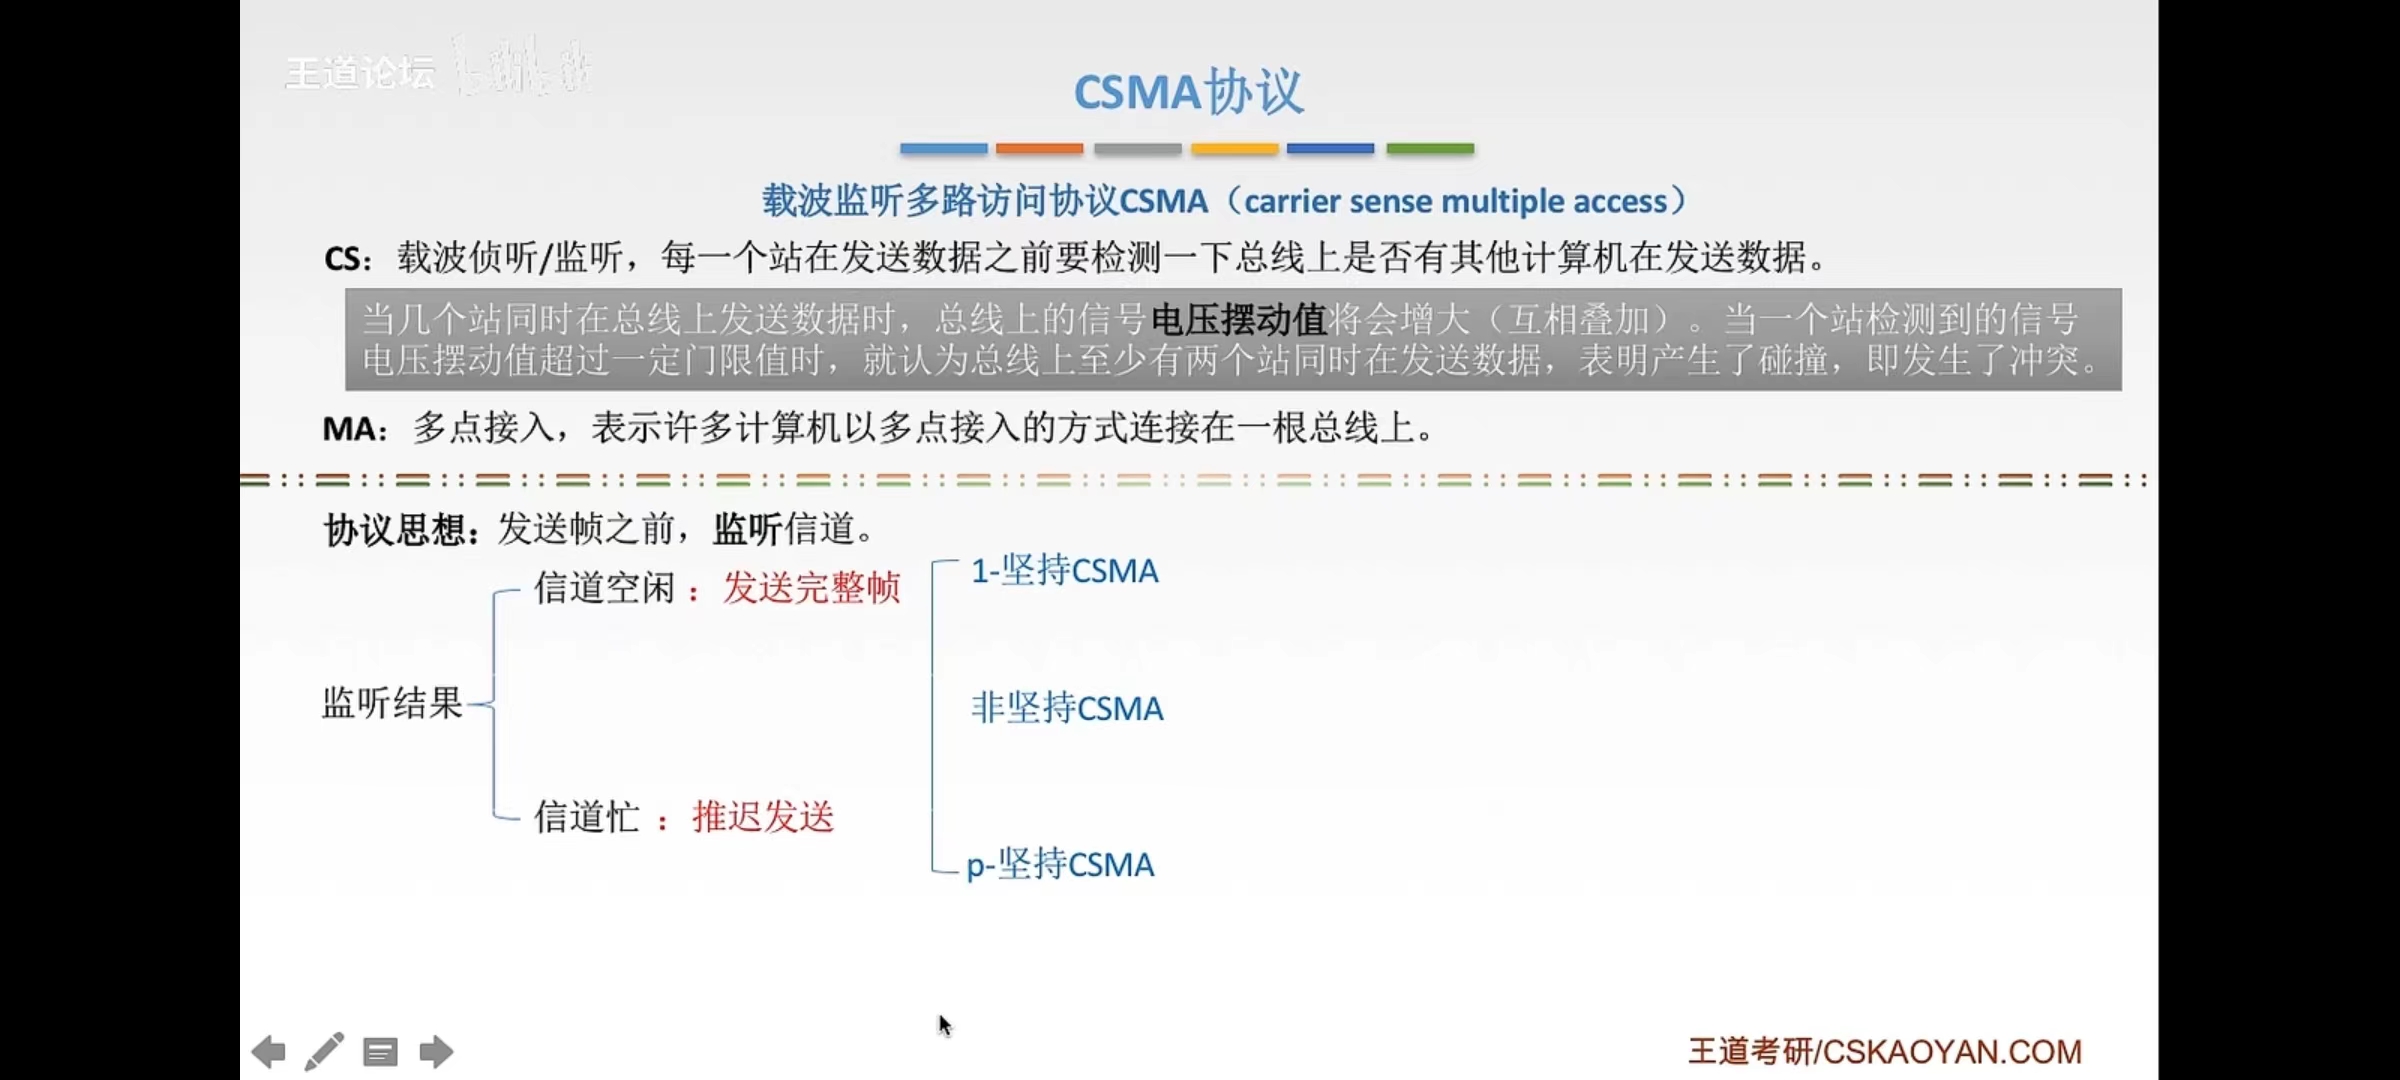 王道论坛
CSMA协议
载波监听多路访问协议CSMA（carrier sense multiple access）
CS：载波侦听/监听，每一个站在发送数据之前要检测一下总线上是否有其他计算机在发送数据。
当几个站同时在总线上发送数据时，总线上的信号电压摆动值将会增大（互相叠加）。当一个站检测到的信号
电压摆动值超过一定门限值时，就认为总线上至少有两个站同时在发送数据，表明产生了碰撞，即发生了冲突。
MA：多点接入，表示许多计算机以多点接入的方式连接在一根总线上。
协议思想：发送帧之前，监听信道。
监听结果
信道空闲：发送完整帧
信道忙：推迟发送
1-坚持CSMA
非坚持CSMA
p-坚持CSMA
王道考研/CSKAOYAN.COM